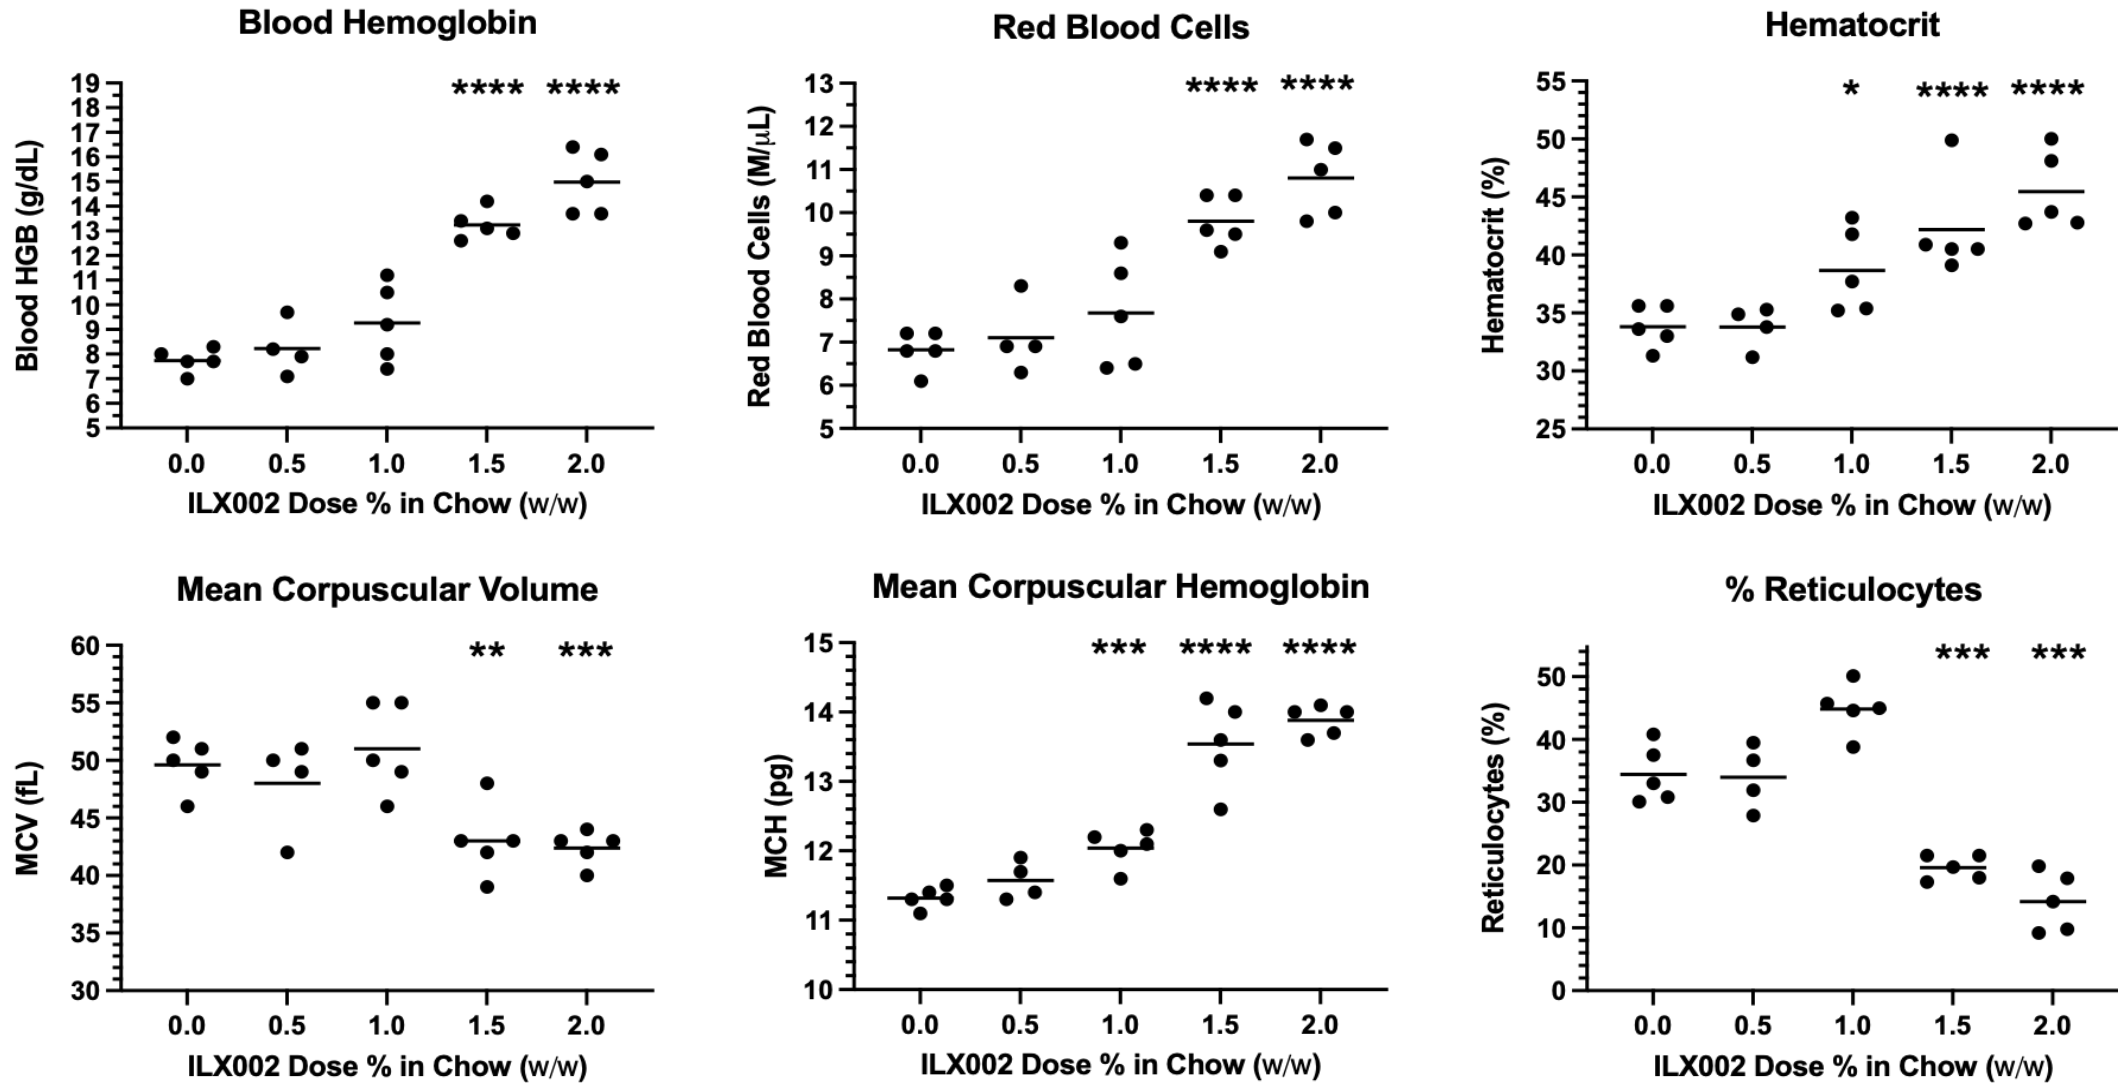 Blood Hemoglobin
Blood HGB (g/dL)
19
18
17
16
15
14
13
12
11
10
9
8
7
6
5
**** ****
0.0 0.5 1.0 1.5 2.0
ILX002 Dose % in Chow (w/w)
Red Blood Cells
Red Blood Cells (M/μL)
13
12
11
10
9
8
7
6
5
**** ****
0.0 0.5 1.0 1.5 2.0
ILX002 Dose % in Chow (w/w)
Hematocrit
Hematocrit (%)
55
50
45
40
35
30
25
* **** ****
0.0 0.5 1.0 1.5 2.0
ILX002 Dose % in Chow (w/w)
Mean Corpuscular Volume
MCV (fL)
60
55
50
45
40
35
30
** ***
0.0 0.5 1.0 1.5 2.0
ILX002 Dose % in Chow (w/w)
Mean Corpuscular Hemoglobin
MCH (pg)
15
14
13
12
11
10
*** **** ****
0.0 0.5 1.0 1.5 2.0
ILX002 Dose % in Chow (w/w)
% Reticulocytes
Reticulocytes (%)
50
40
30
20
10
0
*** ***
0.0 0.5 1.0 1.5 2.0
ILX002 Dose % in Chow (w/w)